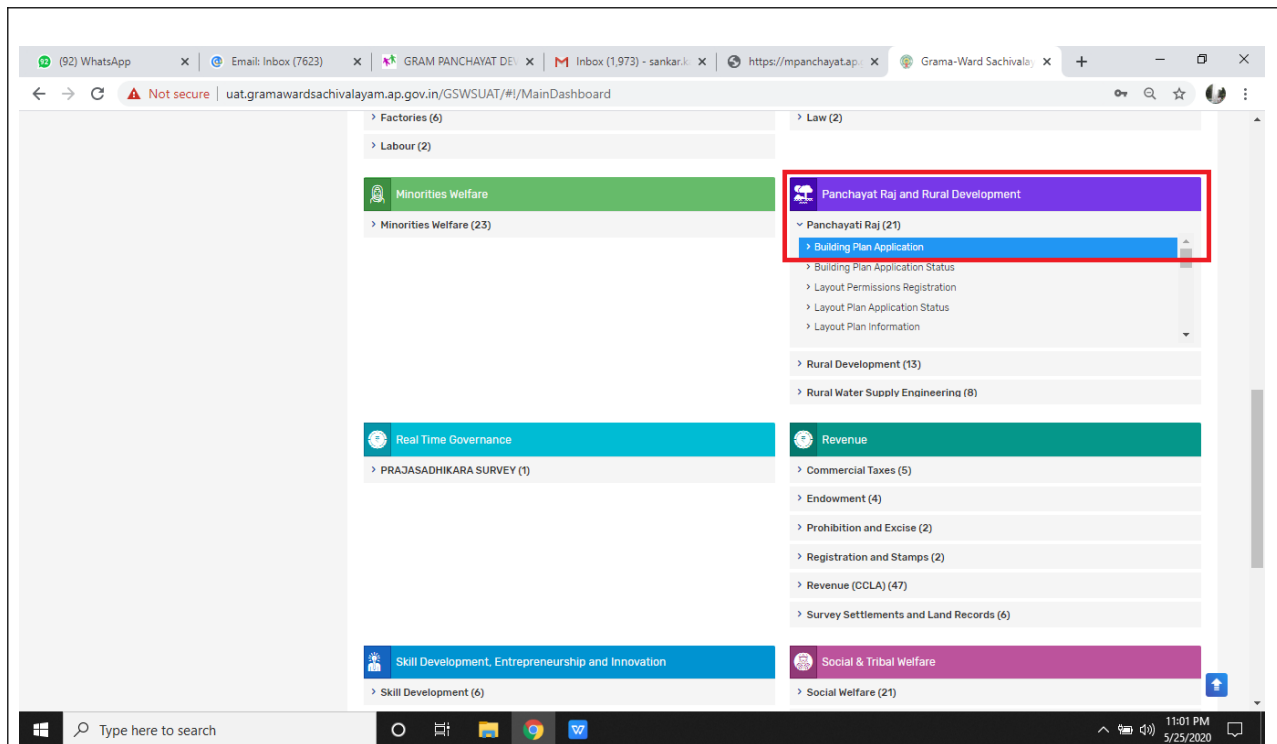 92 (92) WhatsApp
Email: Inbox (7623)
GRAM PANCHAYAT DE
Inbox (1,973) - sankar.k
https://mpanchayat.ap.
Grama-Ward Sachivala
Not secure | uat.gramawardsachivalayam.ap.gov.in/GSWSUAT/#!/MainDashboard
Factories (6)
Law (2)
Labour (2)
Minorities Welfare
Minorities Welfare (23)
Panchayat Raj and Rural Development
Panchayati Raj (21)
Building Plan Application
Building Plan Application Status
Layout Permissions Registration
Layout Plan Application Status
Layout Plan Information
Rural Development (13)
Rural Water Supply Engineering (8)
Real Time Governance
PRAJASADHIKARA SURVEY (1)
Revenue
Commercial Taxes (5)
Endowment (4)
Prohibition and Excise (2)
Registration and Stamps (2)
Revenue (CCLA) (47)
Survey Settlements and Land Records (6)
Skill Development, Entrepreneurship and Innovation
Skill Development (6)
Social & Tribal Welfare
Social Welfare (21)
Type here to search
11:01 PM
5/25/2020